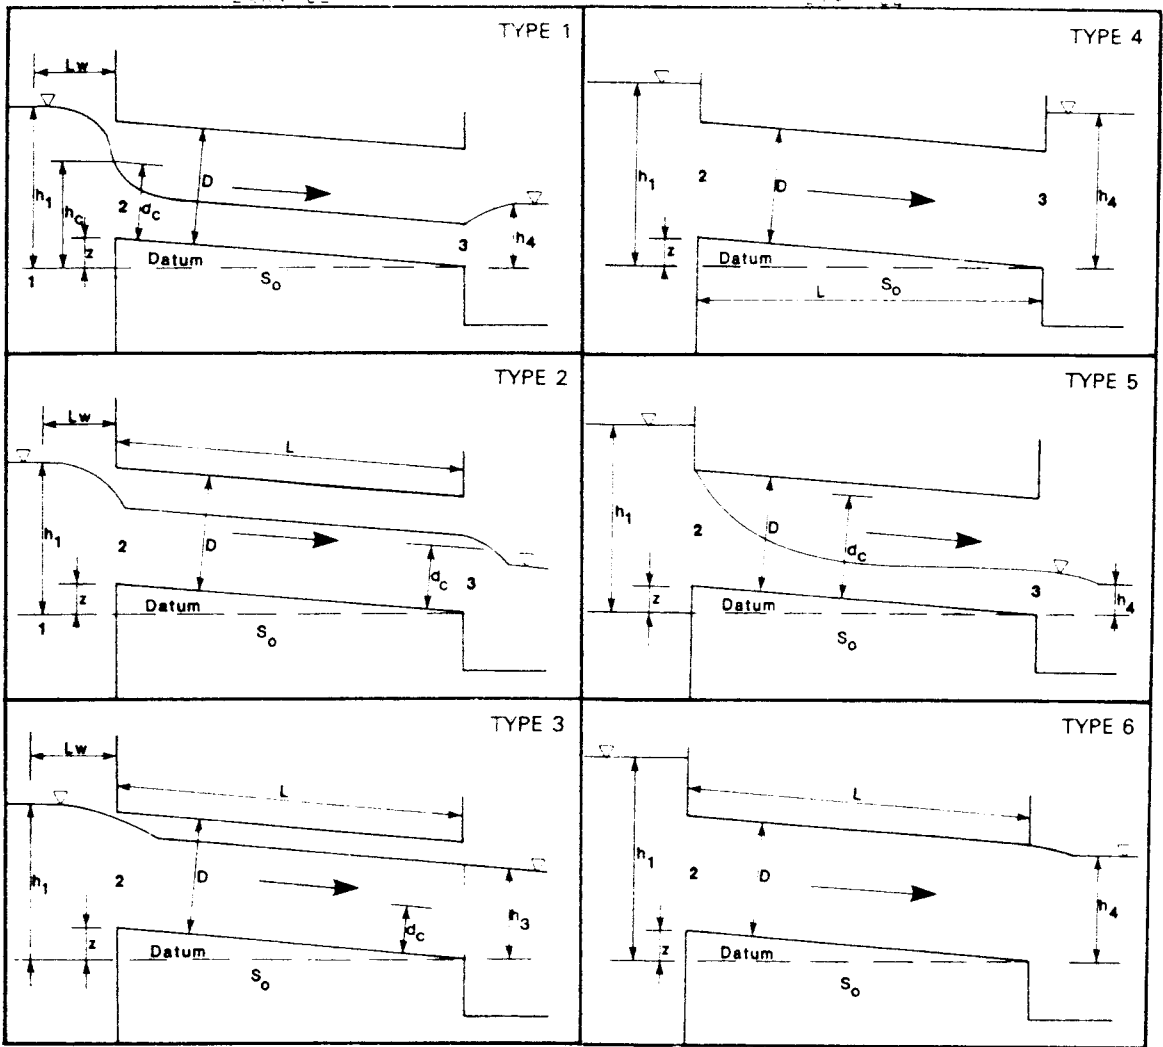 TYPE 1
Lw
h1
hc
z
2
dc
D
3
h4
Datum
1
So
TYPE 4
h1
2
D
3
h4
z
Datum
So
L
TYPE 2
Lw
L
h1
2
D
dc
3
z
Datum
1
So
TYPE 5
h1
2
D
dc
3
z
h4
Datum
So
TYPE 3
Lw
L
h1
2
D
dc
h3
z
Datum
So
TYPE 6
L
h1
2
D
h4
z
Datum
So